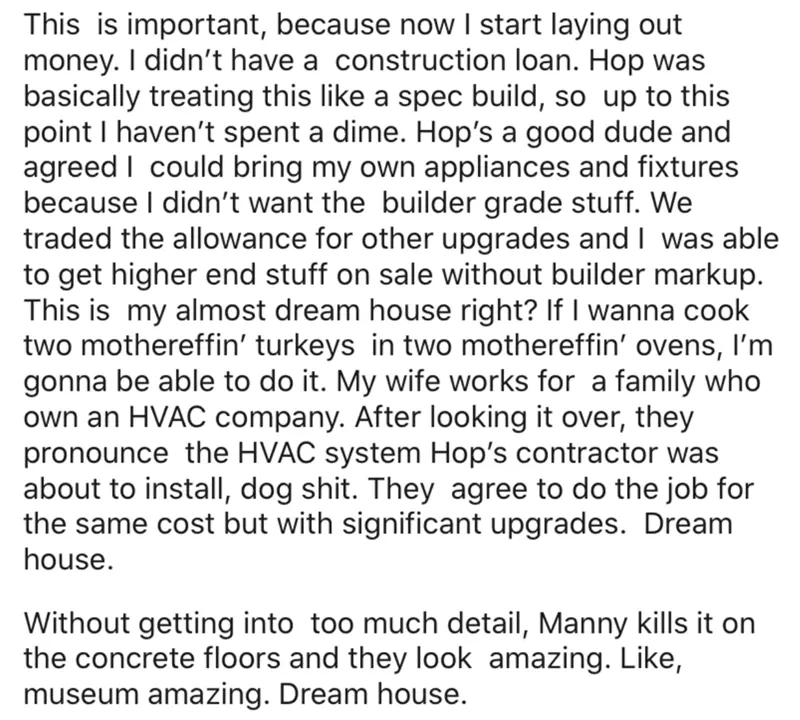 This  is important, because now I start laying out
money. I didn’t have a  construction loan. Hop was
basically treating this like a spec build, so  up to this
point I haven’t spent a dime. Hop’s a good dude and
agreed I  could bring my own appliances and fixtures
because I didn’t want the  builder grade stuff. We
traded the allowance for other upgrades and I  was able
to get higher end stuff on sale without builder markup.
This is  my almost dream house right? If I wanna cook
two mothereffin’ turkeys  in two mothereffin’ ovens, I’m
gonna be able to do it. My wife works for  a family who
own an HVAC company. After looking it over, they
pronounce  the HVAC system Hop’s contractor was
about to install, dog shit. They  agree to do the job for
the same cost but with significant upgrades.  Dream
house.

Without getting into  too much detail, Manny kills it on
the concrete floors and they look  amazing. Like,
museum amazing. Dream house.